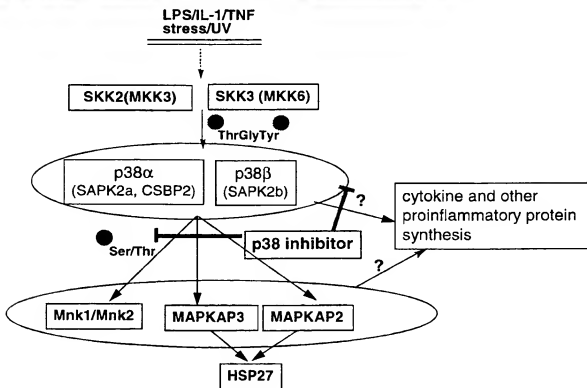 LPS/IL-1/TNF
stress/UV
SKK2(MKK3)
SKK3 (MKK6)
ThrGlyTyr
p38α
(SAPK2a, CSBP2)
p38β
(SAPK2b)
?
cytokine and other
proinflammatory protein
synthesis
Ser/Thr
p38 inhibitor
?
Mnk1/Mnk2
MAPKAP3
MAPKAP2
HSP27